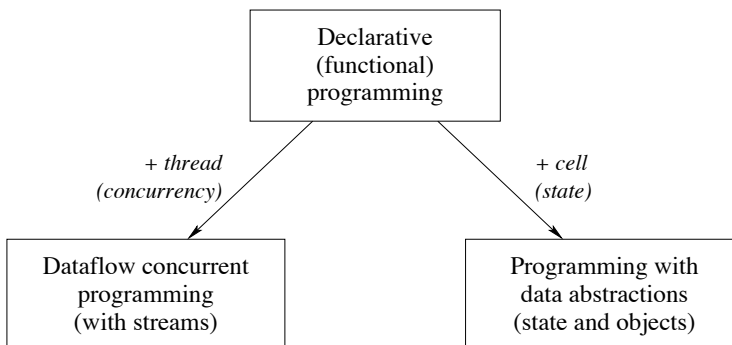 Declarative
(functional)
programming
+ thread
(concurrency)
+ cell
(state)
Dataflow concurrent
programming
(with streams)
Programming with
data abstractions
(state and objects)